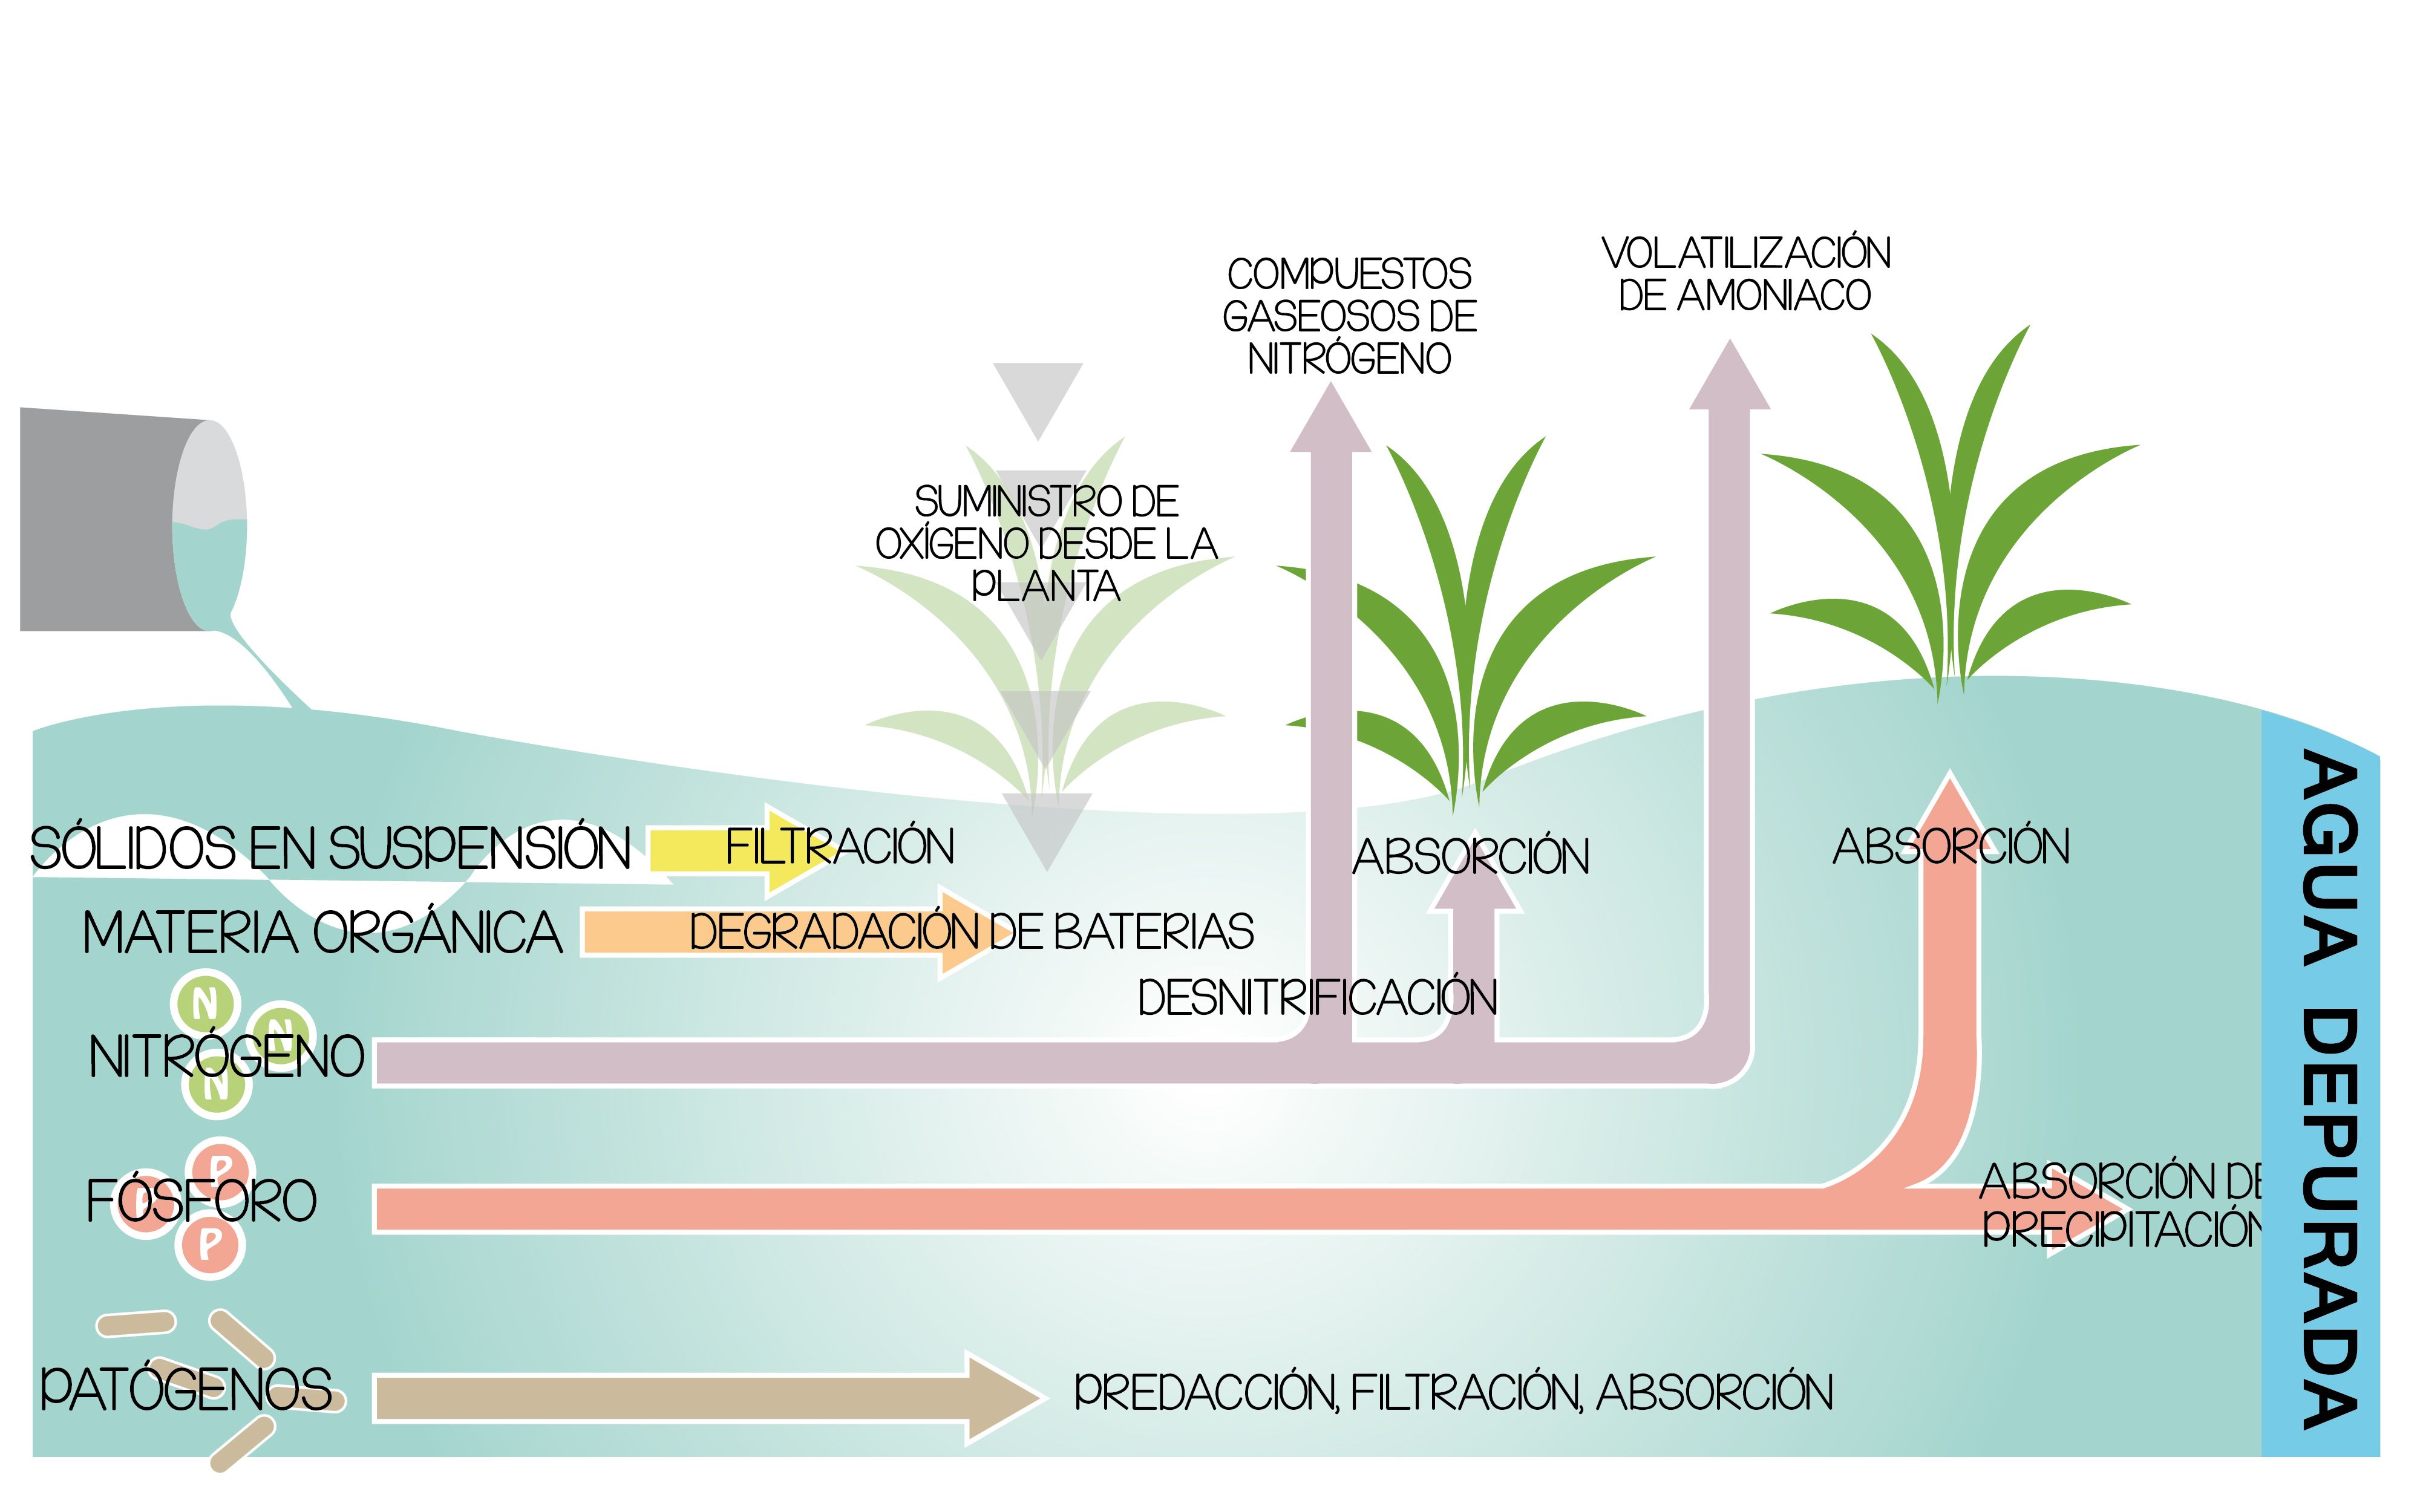 VOLATILIZACIÓN
DE AMONIACO
COMPUESTOS
GASEOSOS DE
NITRÓGENO
SUMINISTRO DE
OXÍGENO DESDE LA
PLANTA
SÓLIDOS EN SUSPENSIÓN
FILTRACIÓN
ABSORCIÓN
ABSORCIÓN
MATERIA ORGÁNICA
DEGRADACIÓN DE BATERIAS
DESNITRIFICACIÓN
N
N
N
NITRÓGENO
P
P
P
FÓSFORO
ABSORCIÓN DE
PRECIPITACIÓN
PATÓGENOS
PREDACCIÓN, FILTRACIÓN, ABSORCIÓN
AGUA DEPURADA